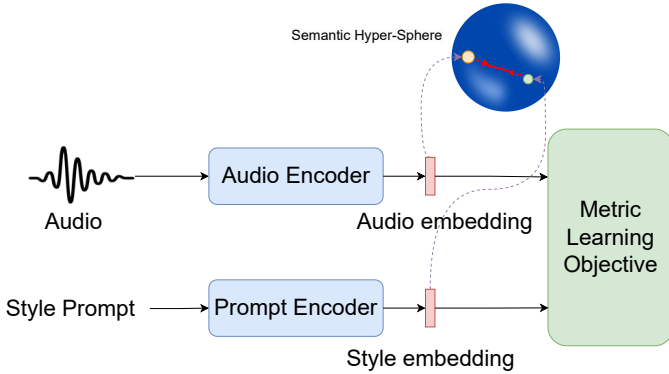 Semantic Hyper-Sphere
Audio Encoder
Audio
Audio embedding
Metric
Learning
Objective
Style Prompt
Prompt Encoder
Style embedding